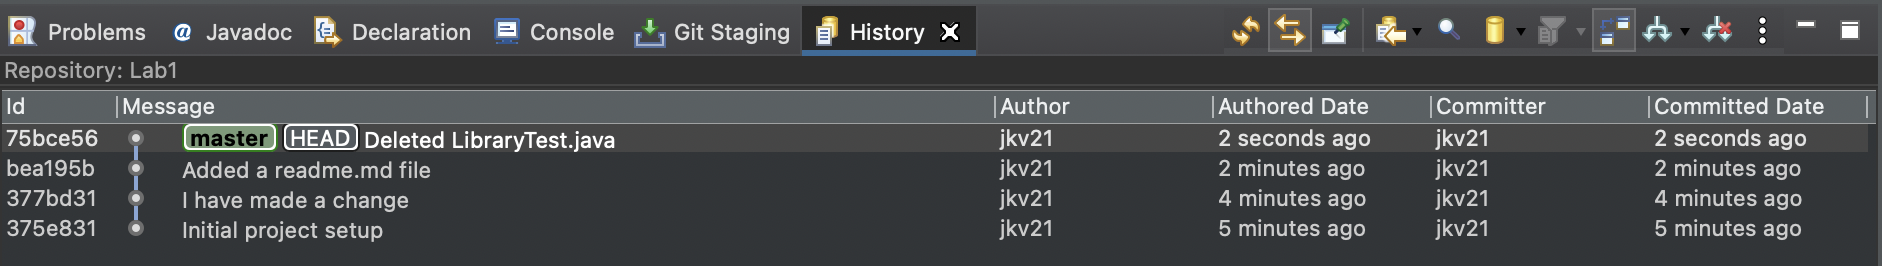 Problems @ Javadoc Declaration Console Git Staging History
Repository: Lab1
Id Message Author Authored Date Committer Committed Date
75bce56 master HEAD Deleted LibraryTest.java jkv21 2 seconds ago jkv21 2 seconds ago
bea195b Added a readme.md file jkv21 2 minutes ago jkv21 2 minutes ago
377bd31 I have made a change jkv21 4 minutes ago jkv21 4 minutes ago
375e831 Initial project setup jkv21 5 minutes ago jkv21 5 minutes ago